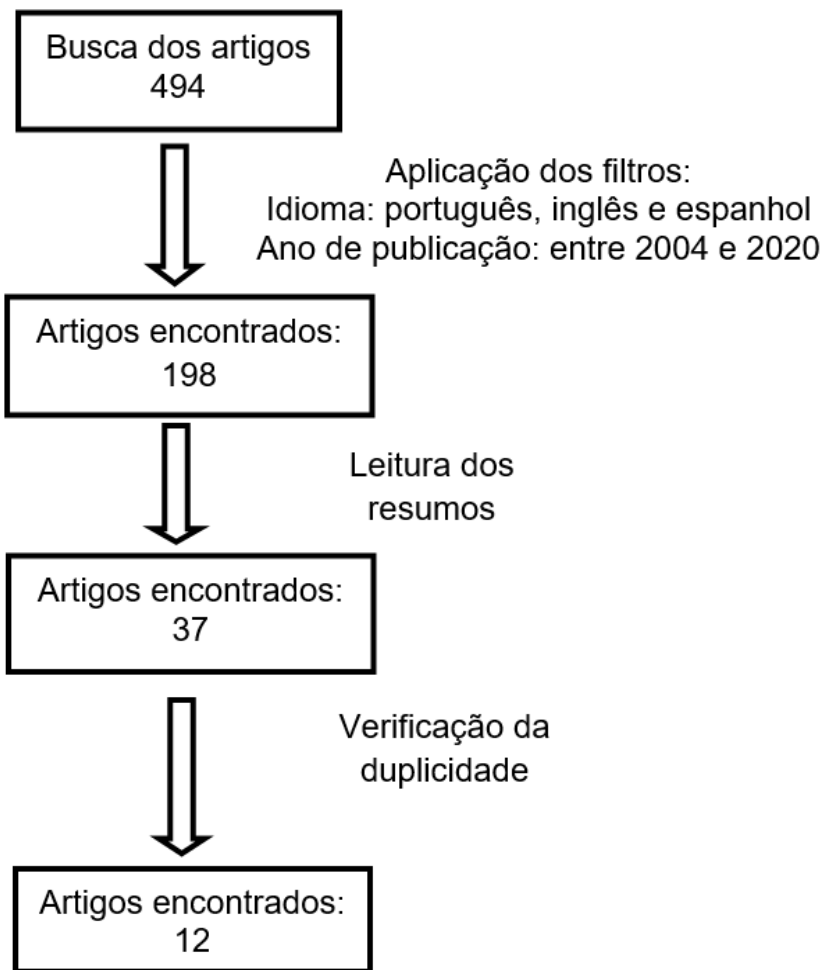 Busca dos artigos
494
Aplicação dos filtros:
Idioma: português, inglês e espanhol
Ano de publicação: entre 2004 e 2020
Artigos encontrados:
198
Leitura dos
resumos
Artigos encontrados:
37
Verificação da
duplicidade
Artigos encontrados:
12